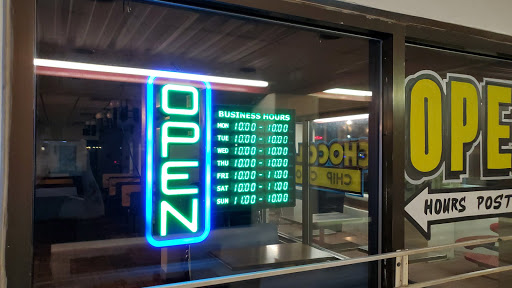 OPEN
BUSINESS HOURS
MON 10:00 - 10:00
TUE 10:00 - 10:00
WED 10:00 - 10:00
THU 10:00 - 10:00
FRI 10:00 - 10:00
SAT 11:00 - 10:00
SUN 11:00 - 10:00
CHOCO
CHIP
OPE
HOURS POST